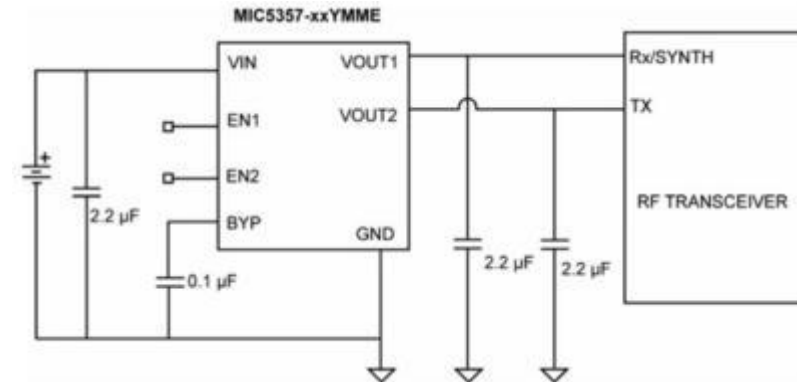 MIC5357-xxYMME
VIN
VOUT1
Rx/SYNTH
EN1
VOUT2
TX
+
EN2
2.2 µF
BYP
GND
RF TRANSCEIVER
0.1 µF
2.2 µF
2.2 µF